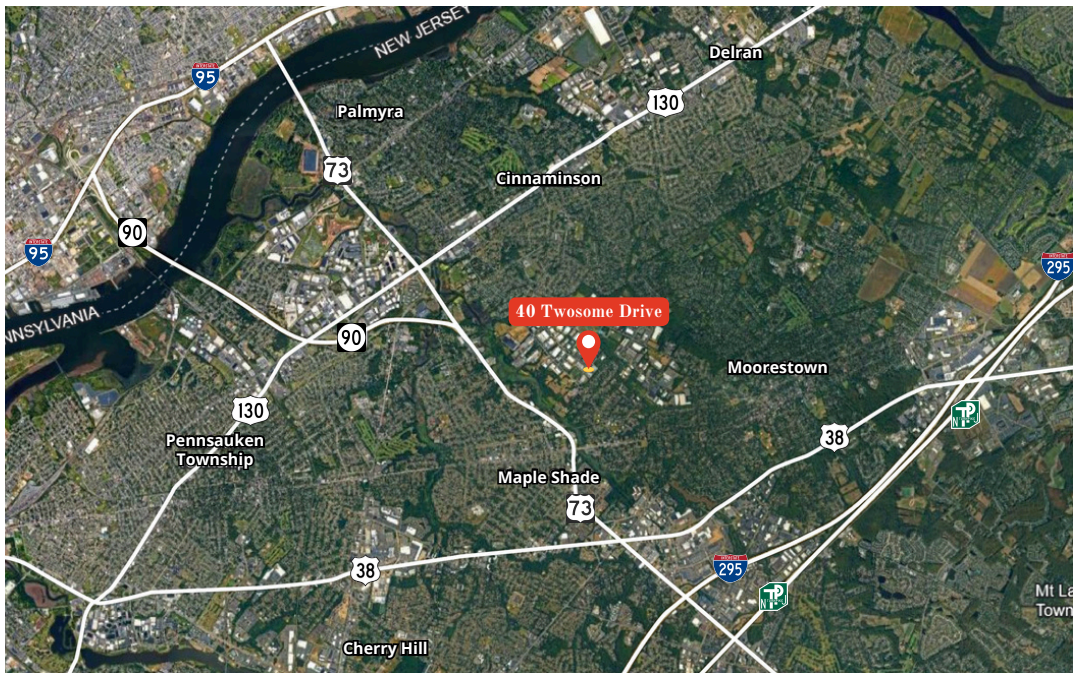 NEW JERSEY
Delran
95
130
Palmyra
73
Cinnaminson
90
95
295
40 Twosome Drive
NNSYLVANIA
90
Moorestown
130
38
Pennsauken
Township
Maple Shade
73
38
295
Mt La
Town
Cherry Hill